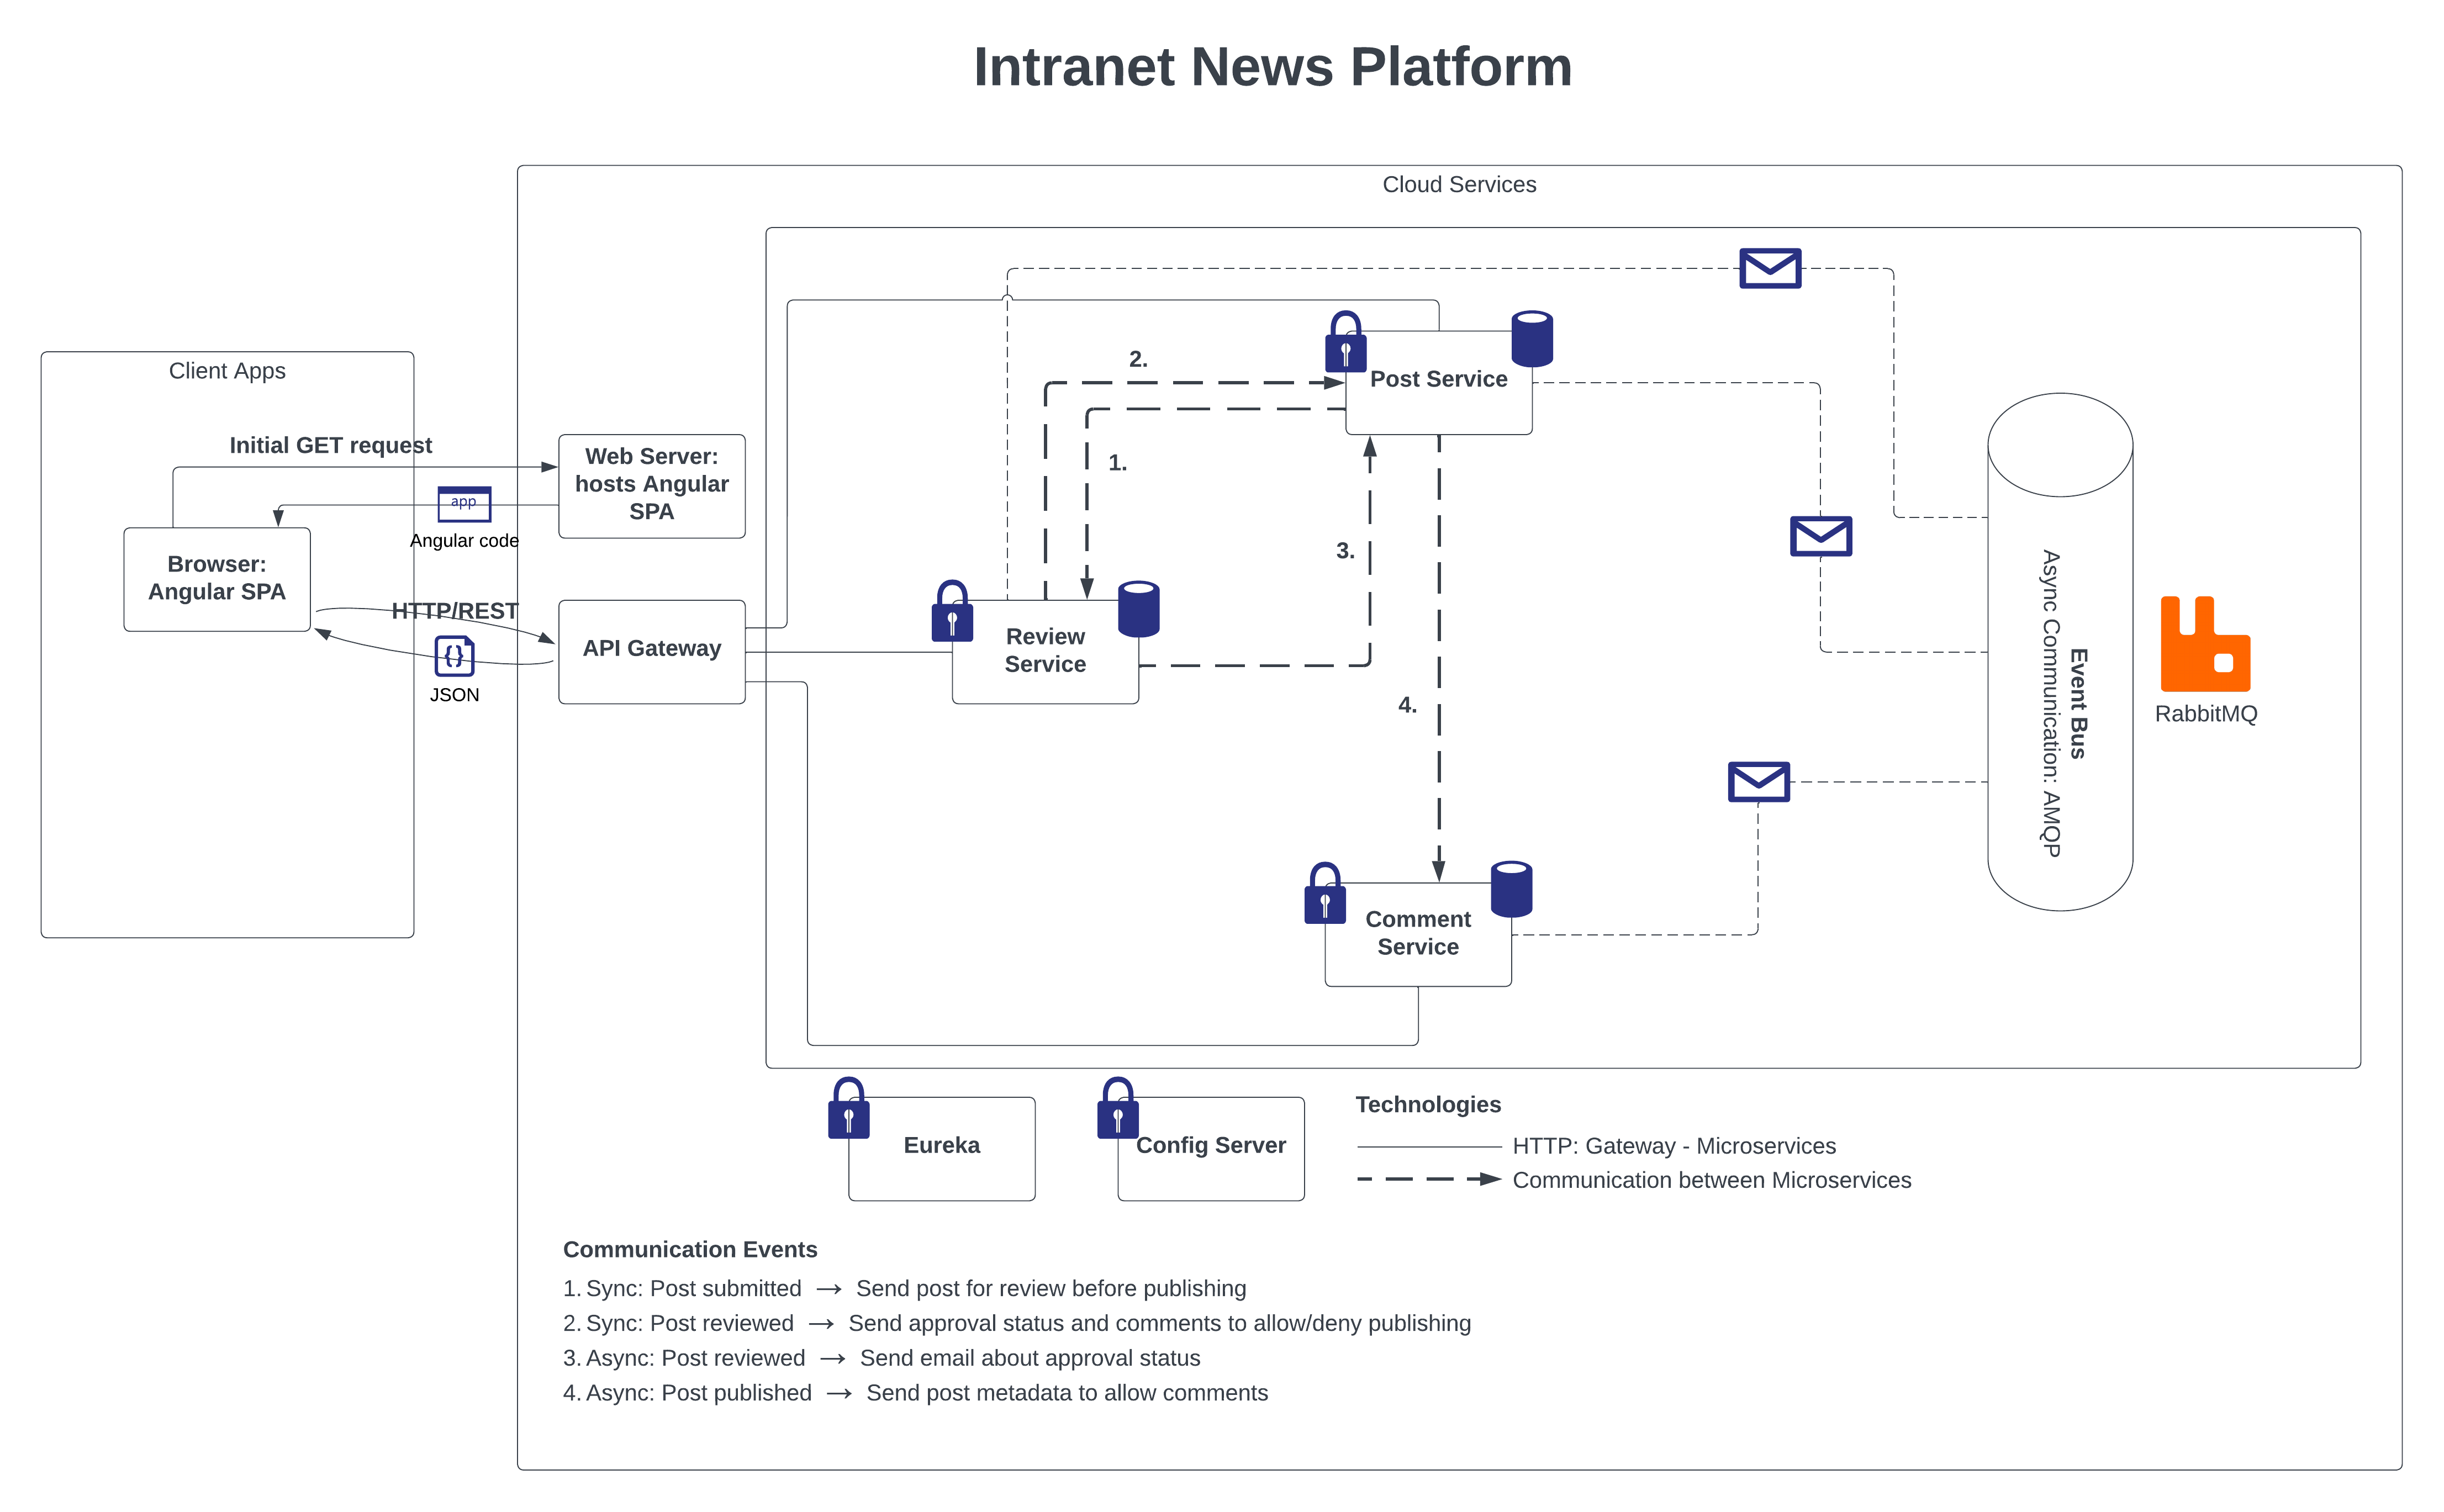 Intranet News Platform
Cloud Services
Client Apps
Initial GET request
app
Angular code
Web Server:
hosts Angular
SPA
Browser:
Angular SPA
HTTP/REST
{}
JSON
API Gateway
2.
1.
3.
4.
Post Service
Review
Service
Comment
Service
Event Bus
Async Communication: AMQP
RabbitMQ
Eureka
Config Server
Technologies
HTTP: Gateway - Microservices
Communication between Microservices
Communication Events
1. Sync: Post submitted → Send post for review before publishing
2. Sync: Post reviewed → Send approval status and comments to allow/deny publishing
3. Async: Post reviewed → Send email about approval status
4. Async: Post published → Send post metadata to allow comments